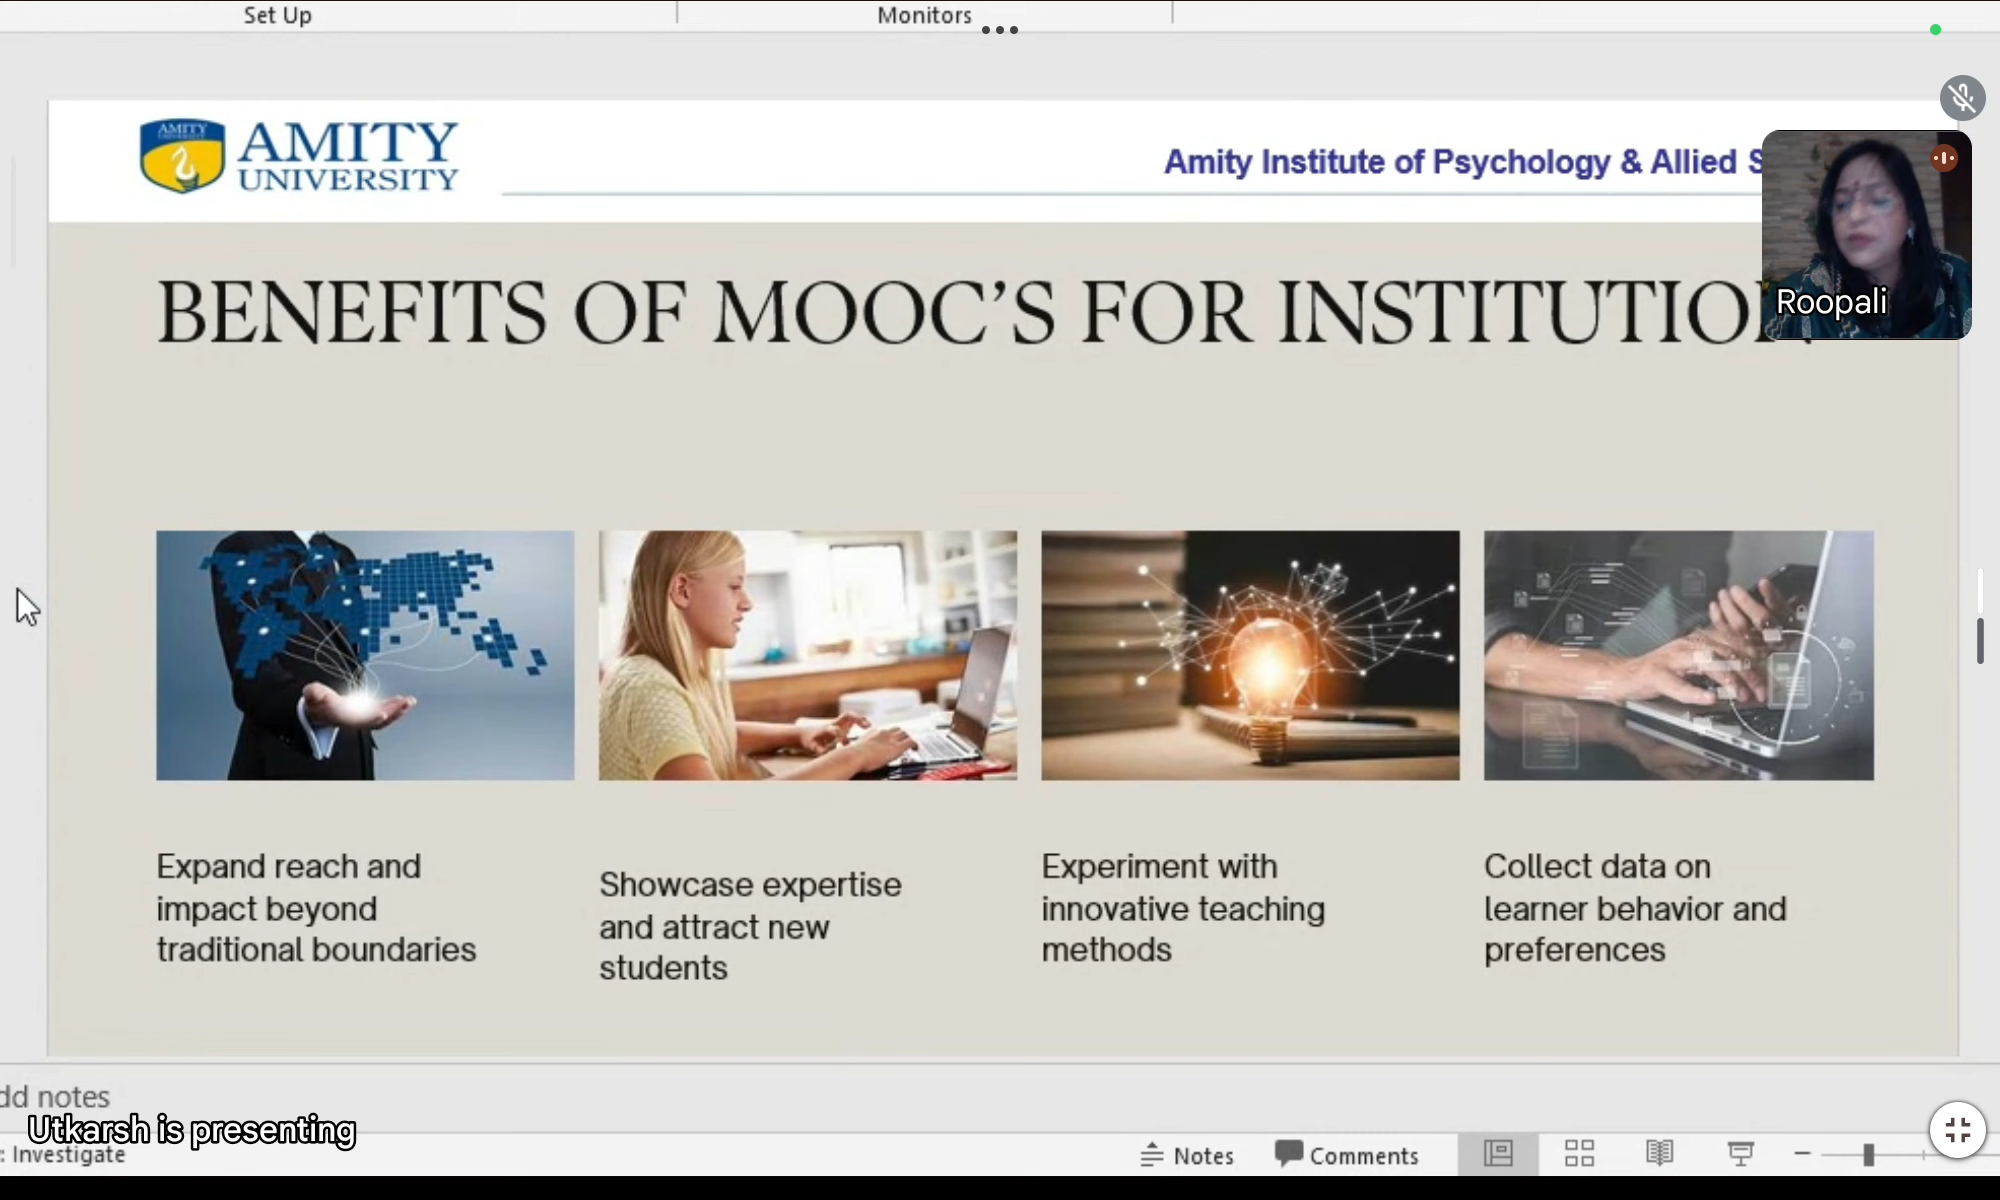 Set Up
Monitors
AMITY
AMITY
UNIVERSITY
Amity Institute of Psychology & Allied
BENEFITS OF MOOC'S FOR
Roopali
Expand reach and
impact beyond
traditional boundaries
Showcase expertise
and attract new
students
Experiment with
innovative teaching
methods
Collect data on
learner behavior and
preferences
dd notes
Utkarsh is presenting
: Investigate
Notes
Comments